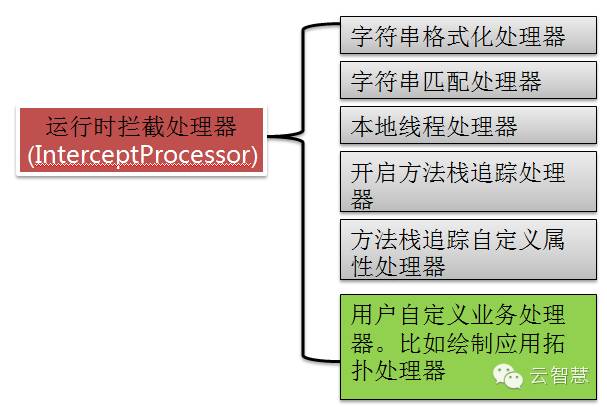 运行时拦截处理器
(InterceptProcessor)
字符串格式化处理器
字符串匹配处理器
本地线程处理器
开启方法栈追踪处理
器
方法栈追踪自定义属
性处理器
用户自定义业务处理
器。比如绘制应用拓
扑处理器
云智慧